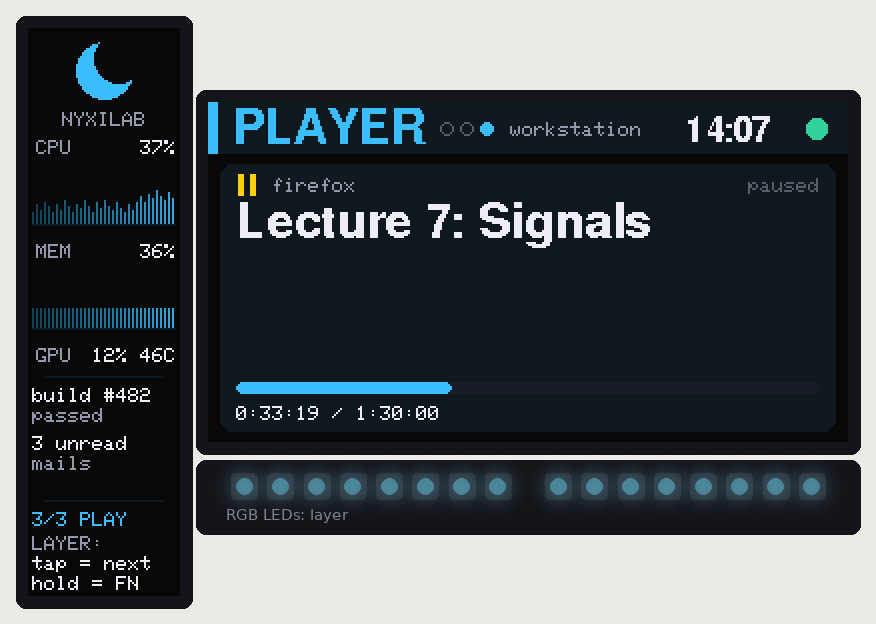 NYXILAB
CPU 37%
MEM 36%
GPU 12% 46C
build #482
passed
3 unread
mails
3/3 PLAY
LAYER:
tap = next
hold = FN
PLAYER workstation 14:07
firefox paused
Lecture 7: Signals
0:33:19 / 1:30:00
RGB LEDs: layer